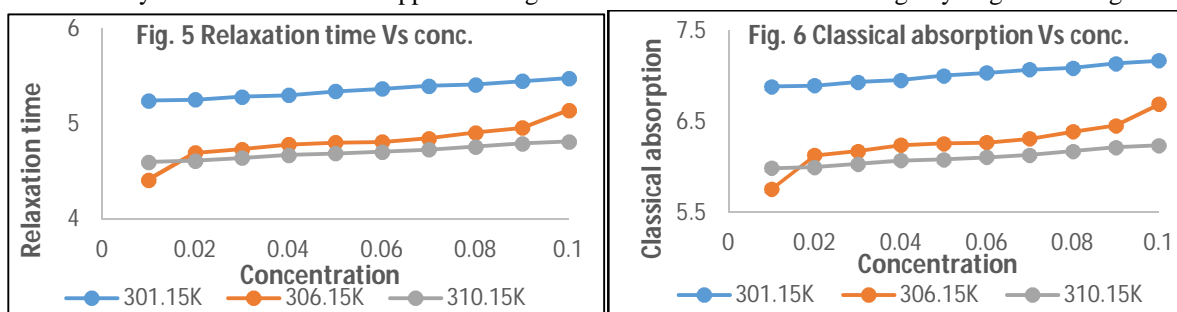 Fig. 5 Relaxation time Vs conc.
6
5
4
Relaxation time
0
0.02
0.04
0.06
0.08
0.1
Concentration
301.15K
306.15K
310.15K
Fig. 6 Classical absorption Vs conc.
7.5
6.5
5.5
Classical absorption
0
0.02
0.04
0.06
0.08
0.1
Concentration
301.15K
306.15K
310.15K